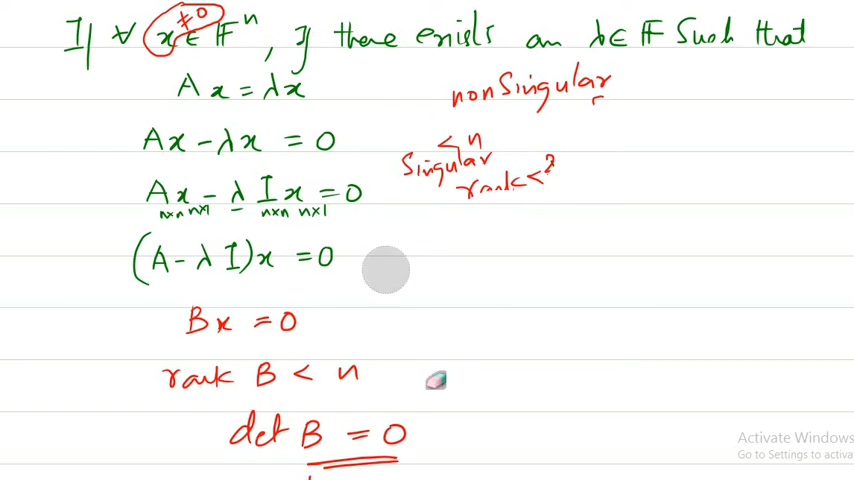 If ∀ x ≠0 ∈ 𝔽ⁿ, if there exists an λ ∈ 𝔽 Such that
Ax = λx
nonSingular
Ax − λx = 0
< n
Singular
rank <
Ax − λ I x = 0
n×n n×1 n×n n×1
(A − λ I)x = 0
Bx = 0
rank B < n
det B = 0
Activate Windows
Go to Settings to activa